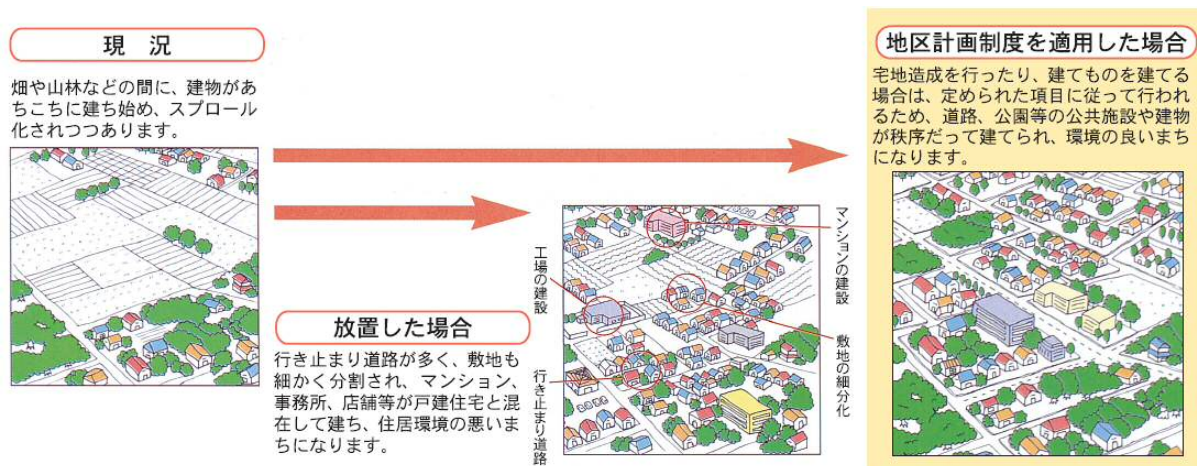 現　況
畑や山林などの間に、建物があ
ちこちに建ち始め、スプロール
化されつつあります。
放置した場合
行き止まり道路が多く、敷地も
細かく分割され、マンション、
事務所、店舗等が戸建住宅と混
在して建ち、住居環境の悪いま
ちになります。
工場の建設
行き止まり道路
マンションの建設
敷地の細分化
地区計画制度を適用した場合
宅地造成を行ったり、建てものを建てる
場合は、定められた項目に従って行われ
るため、道路、公園等の公共施設や建物
が秩序だって建てられ、環境の良いまち
になります。